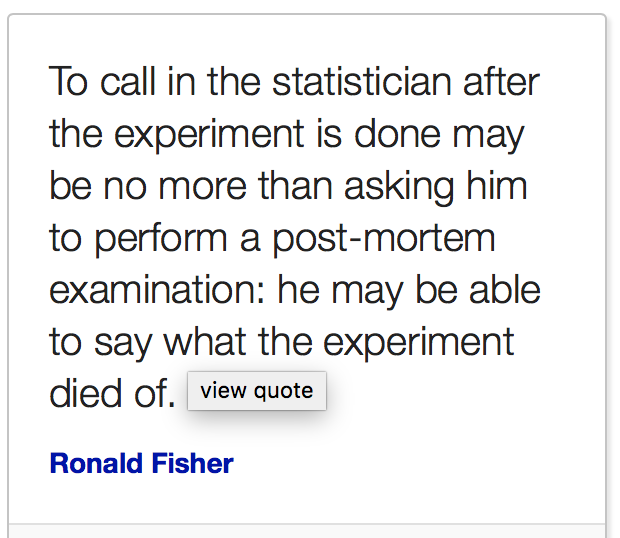 To call in the statistician after
the experiment is done may
be no more than asking him
to perform a post-mortem
examination: he may be able
to say what the experiment
died of. view quote
Ronald Fisher